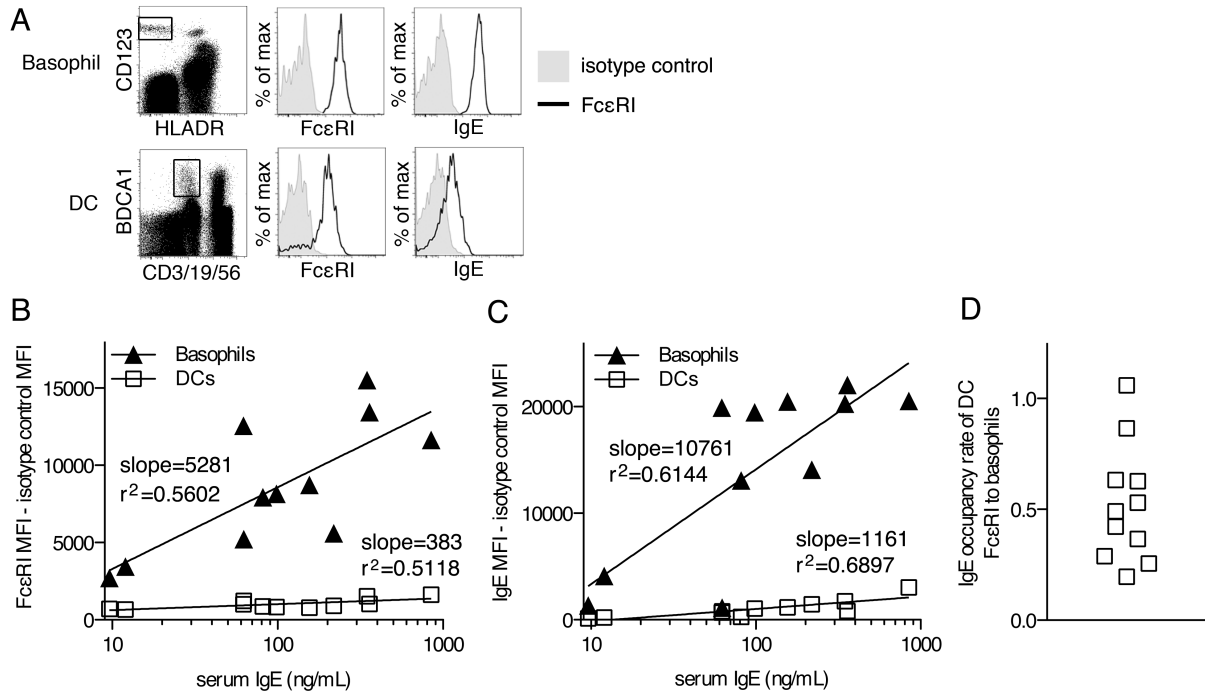 A
Basophil
CD123
HLADR
% of max
FcεRI
% of max
IgE
isotype control
FcεRI
DC
BDCA1
CD3/19/56
% of max
FcεRI
% of max
IgE
B
FcεRI MFI - isotype control MFI
Basophils
DCs
15000
10000
5000
0
slope=5281
r²=0.5602
slope=383
r²=0.5118
10
100
1000
serum IgE (ng/mL)
C
IgE MFI - isotype control MFI
Basophils
DCs
20000
10000
0
slope=10761
r²=0.6144
slope=1161
r²=0.6897
10
100
1000
serum IgE (ng/mL)
D
IgE occupancy rate of DC
FcεRI to basophils
1.0
0.5
0.0